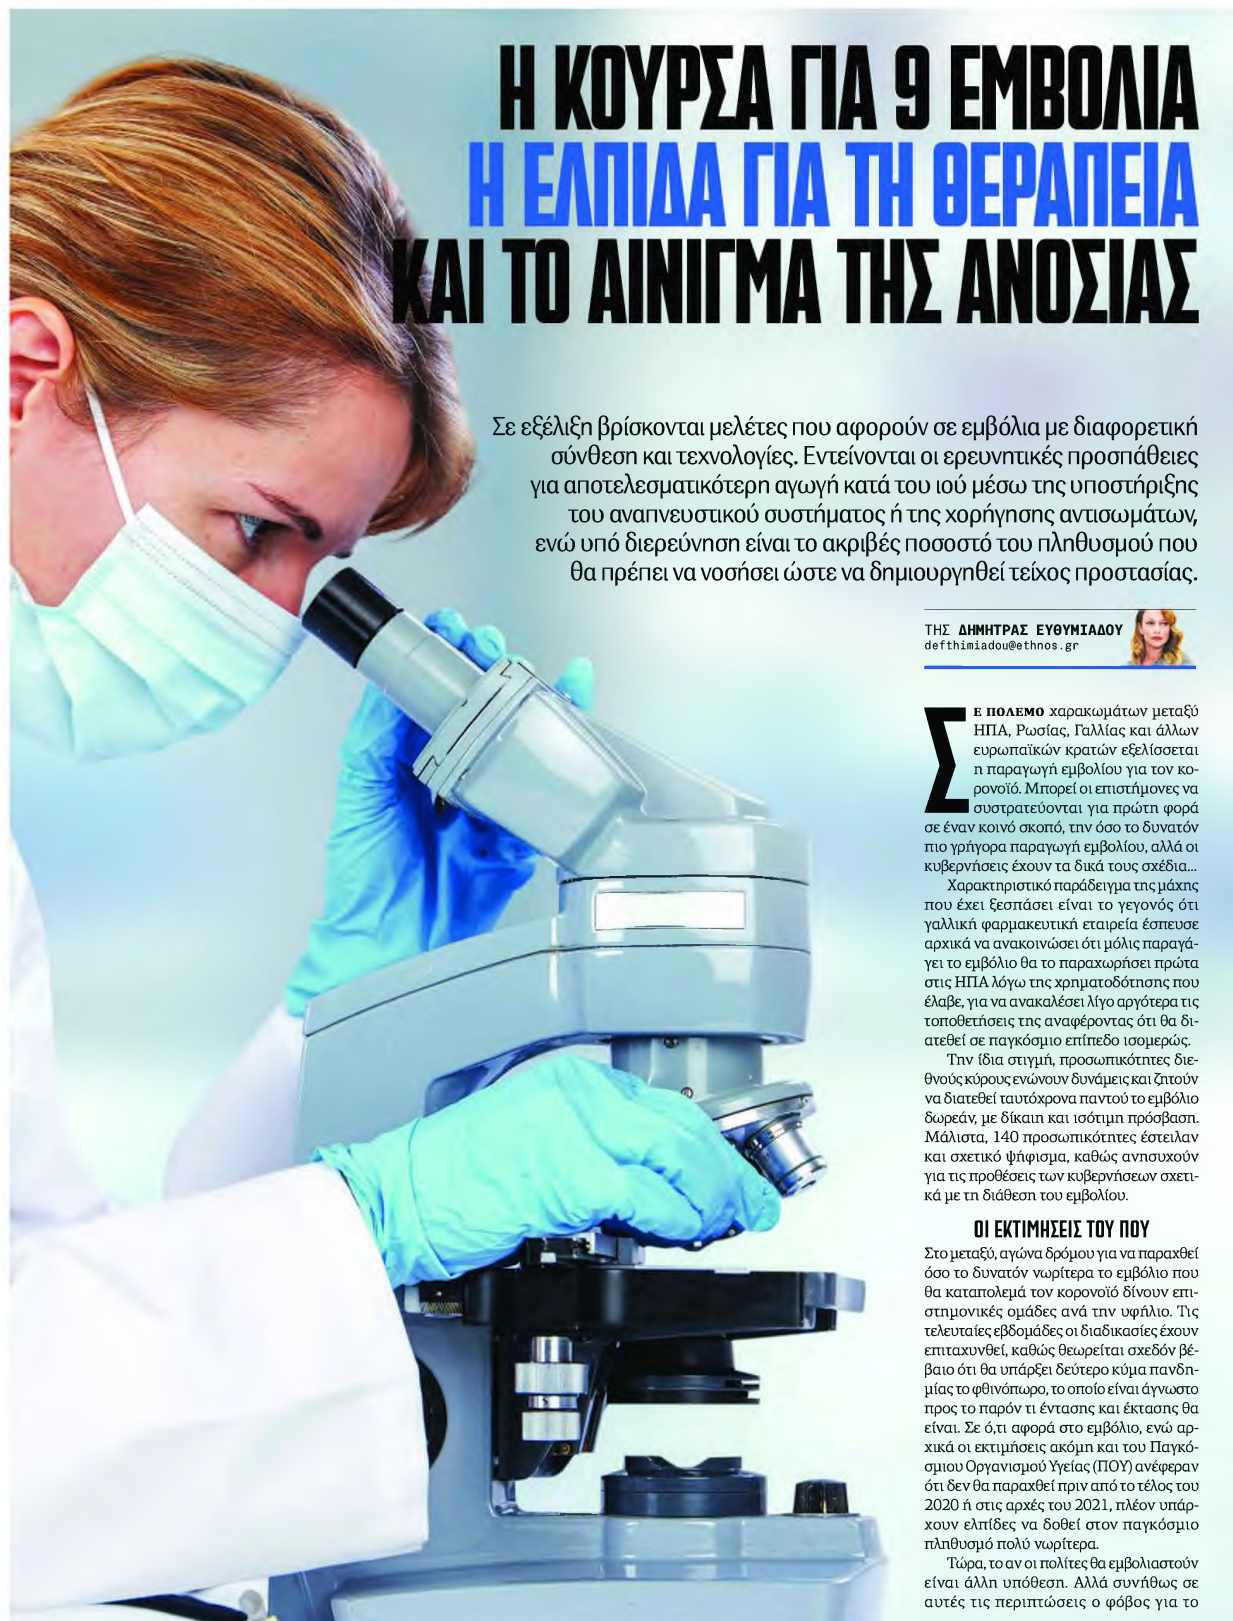 Η ΚΟΥΡΣΑ ΓΙΑ 9 ΕΜΒΟΛΙΑ
Η ΕΛΠΙΔΑ ΓΙΑ ΤΗ ΘΕΡΑΠΕΙΑ
ΚΑΙ ΤΟ ΑΙΝΙΓΜΑ ΤΗΣ ΑΝΟΣΙΑΣ
Σε εξέλιξη βρίσκονται μελέτες που αφορούν σε εμβόλια με διαφορετική
σύνθεση και τεχνολογίες. Εντείνονται οι ερευνητικές προσπάθειες
για αποτελεσματικότερη αγωγή κατά του ιού μέσω της υποστήριξης
του αναπνευστικού συστήματος ή της χορήγησης αντισωμάτων,
ενώ υπό διερεύνηση είναι το ακριβές ποσοστό του πληθυσμού που
θα πρέπει να νοσήσει ώστε να δημιουργηθεί τείχος προστασίας.
ΤΗΣ ΔΗΜΗΤΡΑΣ ΕΥΘΥΜΙΑΔΟΥ
defthimiadou@ethnos.gr
ΣΕ ΠΟΛΕΜΟ χαρακωμάτων μεταξύ
ΗΠΑ, Ρωσίας, Γαλλίας και άλλων
ευρωπαϊκών κρατών εξελίσσεται
η παραγωγή εμβολίου για τον κο-
ρονοϊό. Μπορεί οι επιστήμονες να
συστρατεύονται για πρώτη φορά
σε έναν κοινό σκοπό, την όσο το δυνατόν
πιο γρήγορα παραγωγή εμβολίου, αλλά οι
κυβερνήσεις έχουν τα δικά τους σχέδια...
Χαρακτηριστικό παράδειγμα της μάχης
που έχει ξεσπάσει είναι το γεγονός ότι
γαλλική φαρμακευτική εταιρεία έσπευσε
αρχικά να ανακοινώσει ότι μόλις παραγά-
γει το εμβόλιο θα το παραχωρήσει πρώτα
στις ΗΠΑ λόγω της χρηματοδότησης που
έλαβε, για να ανακαλέσει λίγο αργότερα τις
τοποθετήσεις της αναφέροντας ότι θα δι-
ατεθεί σε παγκόσμιο επίπεδο ισομερώς.
Την ίδια στιγμή, προσωπικότητες διε-
θνούς κύρους ενώνουν δυνάμεις και ζητούν
να διατεθεί ταυτόχρονα παντού το εμβόλιο
δωρεάν, με δίκαιη και ισότιμη πρόσβαση.
Μάλιστα, 140 προσωπικότητες έστειλαν
και σχετικό ψήφισμα, καθώς ανησυχούν
για τις προθέσεις των κυβερνήσεων σχετι-
κά με τη διάθεση του εμβολίου.
ΟΙ ΕΚΤΙΜΗΣΕΙΣ ΤΟΥ ΠΟΥ
Στο μεταξύ, αγώνα δρόμου για να παραχθεί
όσο το δυνατόν νωρίτερα το εμβόλιο που
θα καταπολεμά τον κορονοϊό δίνουν επι-
στημονικές ομάδες ανά την υφήλιο. Τις
τελευταίες εβδομάδες οι διαδικασίες έχουν
επιταχυνθεί, καθώς θεωρείται σχεδόν βέ-
βαιο ότι θα υπάρξει δεύτερο κύμα πανδη-
μίας το φθινόπωρο, το οποίο είναι άγνωστο
προς το παρόν τι έντασης και έκτασης θα
είναι. Σε ό,τι αφορά στο εμβόλιο, ενώ αρ-
χικά οι εκτιμήσεις ακόμη και του Παγκό-
σμιου Οργανισμού Υγείας (ΠΟΥ) ανέφεραν
ότι δεν θα παραχθεί πριν από το τέλος του
2020 ή στις αρχές του 2021, πλέον υπάρ-
χουν ελπίδες να δοθεί στον παγκόσμιο
πληθυσμό πολύ νωρίτερα.
Τώρα, το αν οι πολίτες θα εμβολιαστούν
είναι άλλη υπόθεση. Αλλά συνήθως σε
αυτές τις περιπτώσεις ο φόβος για το